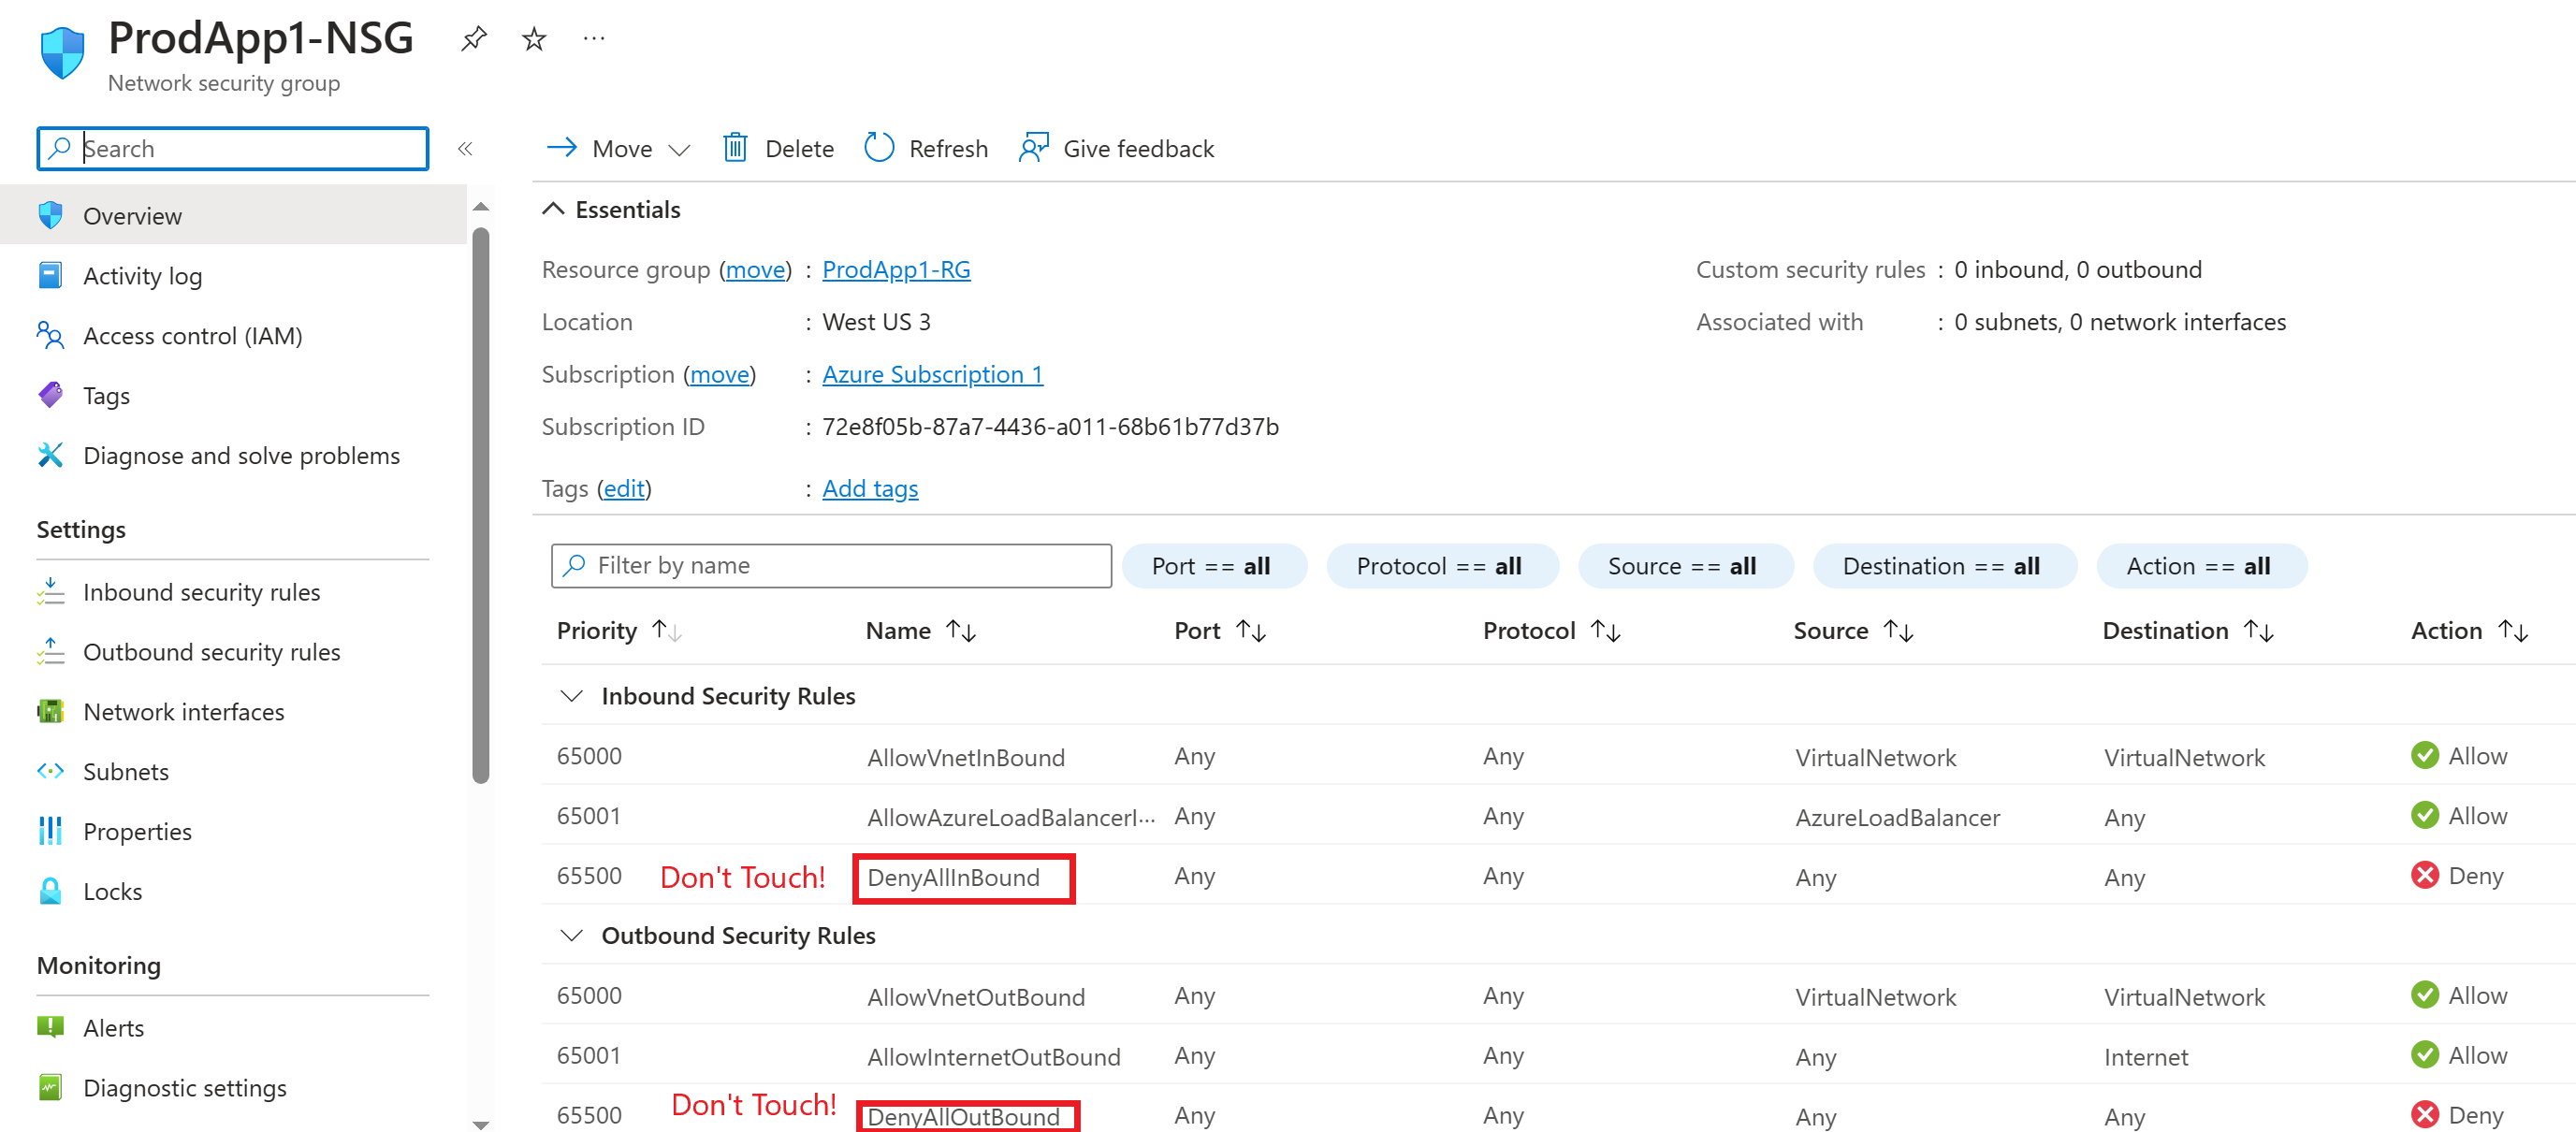 ProdApp1-NSG
Network security group
Search
Move Delete Refresh Give feedback
Overview
Activity log
Access control (IAM)
Tags
Diagnose and solve problems
Settings
Inbound security rules
Outbound security rules
Network interfaces
Subnets
Properties
Locks
Monitoring
Alerts
Diagnostic settings
Essentials
Resource group (move) : ProdApp1-RG
Location : West US 3
Subscription (move) : Azure Subscription 1
Subscription ID : 72e8f05b-87a7-4436-a011-68b61b77d37b
Tags (edit) : Add tags
Custom security rules : 0 inbound, 0 outbound
Associated with : 0 subnets, 0 network interfaces
Filter by name Port == all Protocol == all Source == all Destination == all Action == all
Priority Name Port Protocol Source Destination Action
Inbound Security Rules
65000 AllowVnetInBound Any Any VirtualNetwork VirtualNetwork Allow
65001 AllowAzureLoadBalancerI... Any Any AzureLoadBalancer Any Allow
65500 Don't Touch! DenyAllInBound Any Any Any Any Deny
Outbound Security Rules
65000 AllowVnetOutBound Any Any VirtualNetwork VirtualNetwork Allow
65001 AllowInternetOutBound Any Any Any Internet Allow
65500 Don't Touch! DenyAllOutBound Any Any Any Any Deny